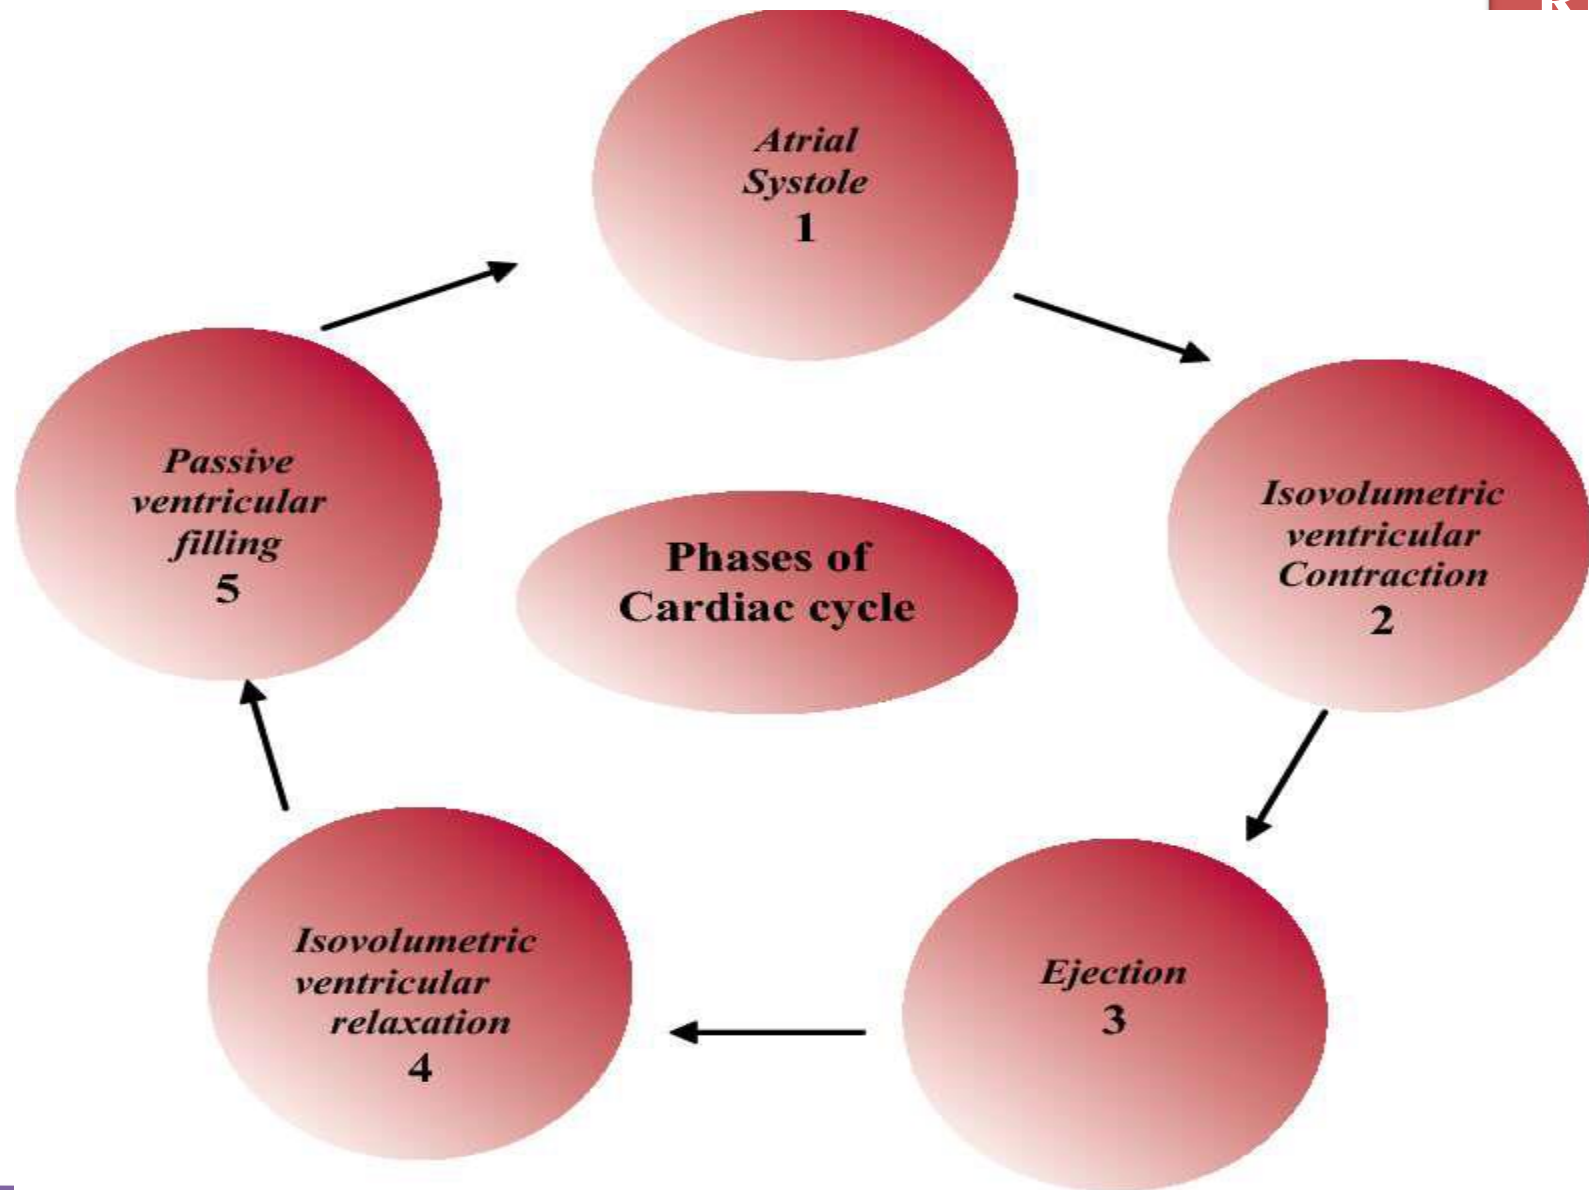 Atrial
Systole
1
Isovolumetric
ventricular
Contraction
2
Ejection
3
Isovolumetric
ventricular
relaxation
4
Passive
ventricular
filling
5
Phases of
Cardiac cycle